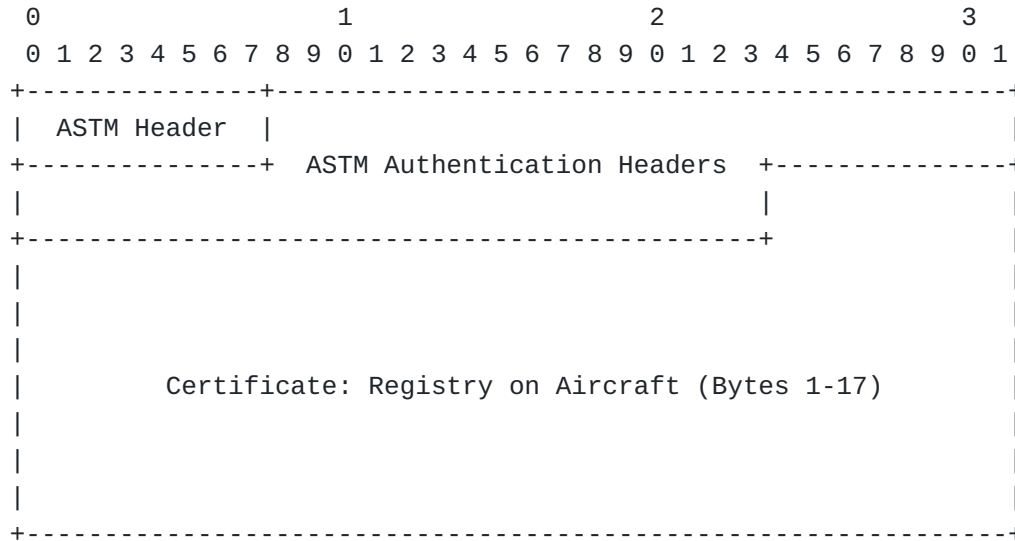 0 1 2 3
0 1 2 3 4 5 6 7 8 9 0 1 2 3 4 5 6 7 8 9 0 1 2 3 4 5 6 7 8 9 0 1
ASTM Header
ASTM Authentication Headers
Certificate: Registry on Aircraft (Bytes 1-17)